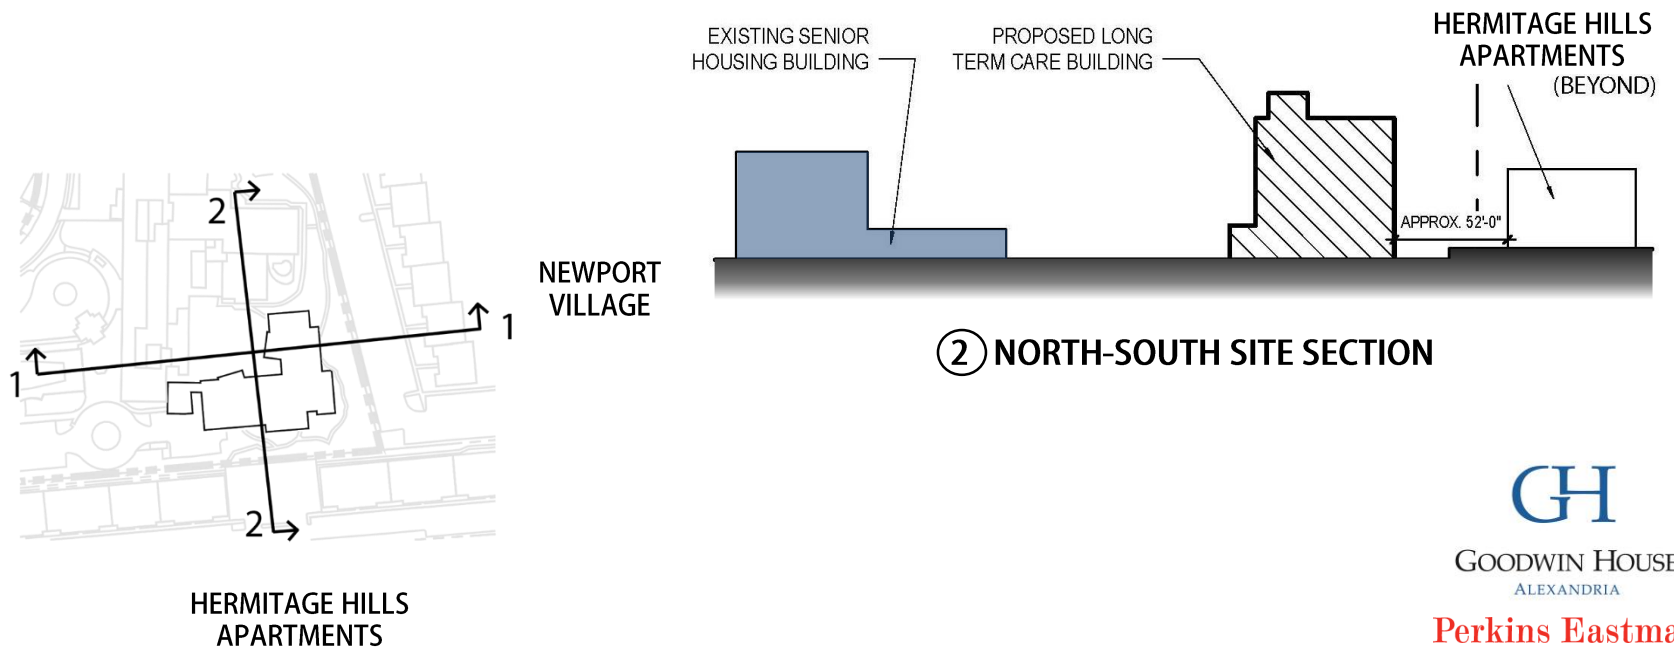 EXISTING SENIOR
HOUSING BUILDING
PROPOSED LONG
TERM CARE BUILDING
HERMITAGE HILLS
APARTMENTS
(BEYOND)
APPROX. 52'-0"
2
1
1
2
NEWPORT
VILLAGE
2 NORTH-SOUTH SITE SECTION
HERMITAGE HILLS
APARTMENTS
GH
GOODWIN HOUSE
ALEXANDRIA
Perkins Eastma